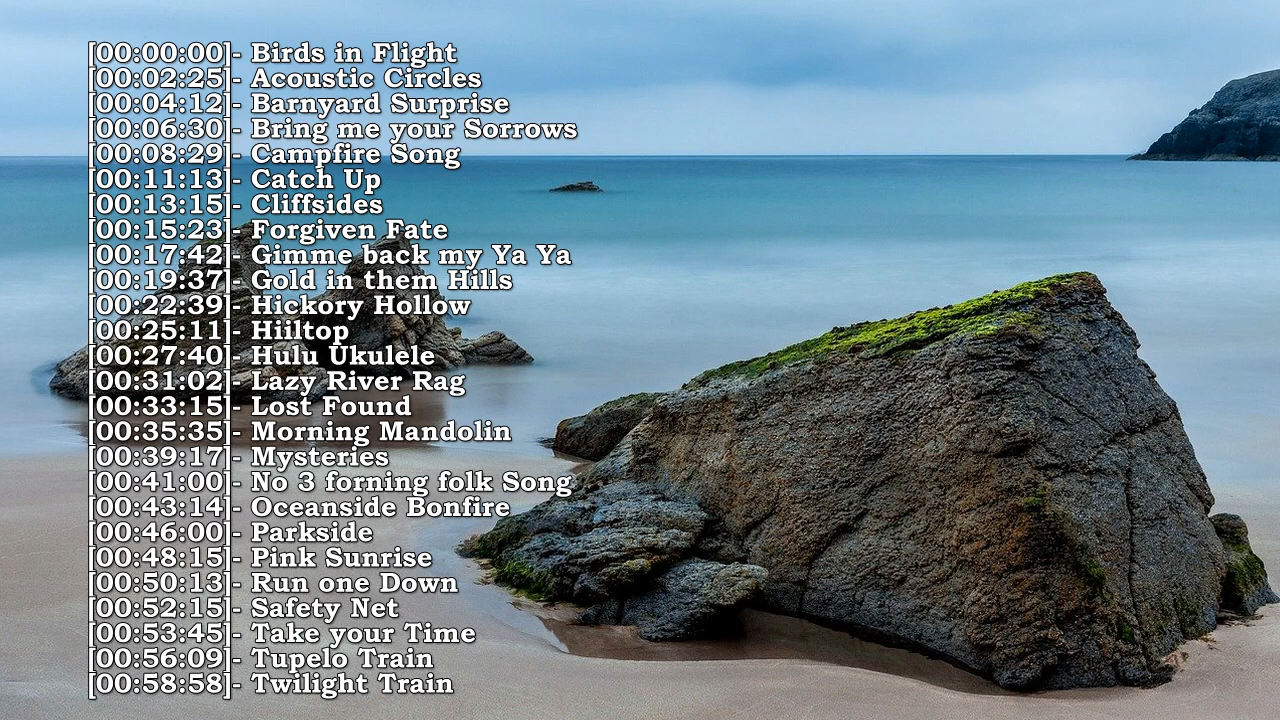 [00:00:00]- Birds in Flight
[00:02:25]- Acoustic Circles
[00:04:12]- Barnyard Surprise
[00:06:30]- Bring me your Sorrows
[00:08:29]- Campfire Song
[00:11:13]- Catch Up
[00:13:15]- Cliffsides
[00:15:23]- Forgiven Fate
[00:17:42]- Gimme back my Ya Ya
[00:19:37]- Gold in them Hills
[00:22:39]- Hickory Hollow
[00:25:11]- Hiiltop
[00:27:40]- Hulu Ukulele
[00:31:02]- Lazy River Rag
[00:33:15]- Lost Found
[00:35:35]- Morning Mandolin
[00:39:17]- Mysteries
[00:41:00]- No 3 forning folk Song
[00:43:14]- Oceanside Bonfire
[00:46:00]- Parkside
[00:48:15]- Pink Sunrise
[00:50:13]- Run one Down
[00:52:15]- Safety Net
[00:53:45]- Take your Time
[00:56:09]- Tupelo Train
[00:58:58]- Twilight Train